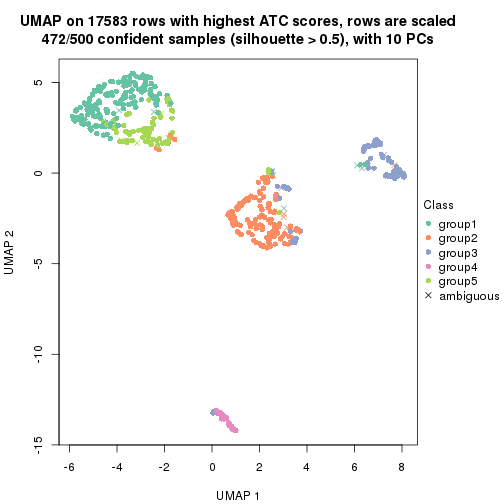 UMAP on 17583 rows with highest ATC scores, rows are scaled
472/500 confident samples (silhouette > 0.5), with 10 PCs
5
0
-5
-10
-15
UMAP 2
-6
-4
-2
0
2
4
6
8
UMAP 1
Class
group1
group2
group3
group4
group5
ambiguous